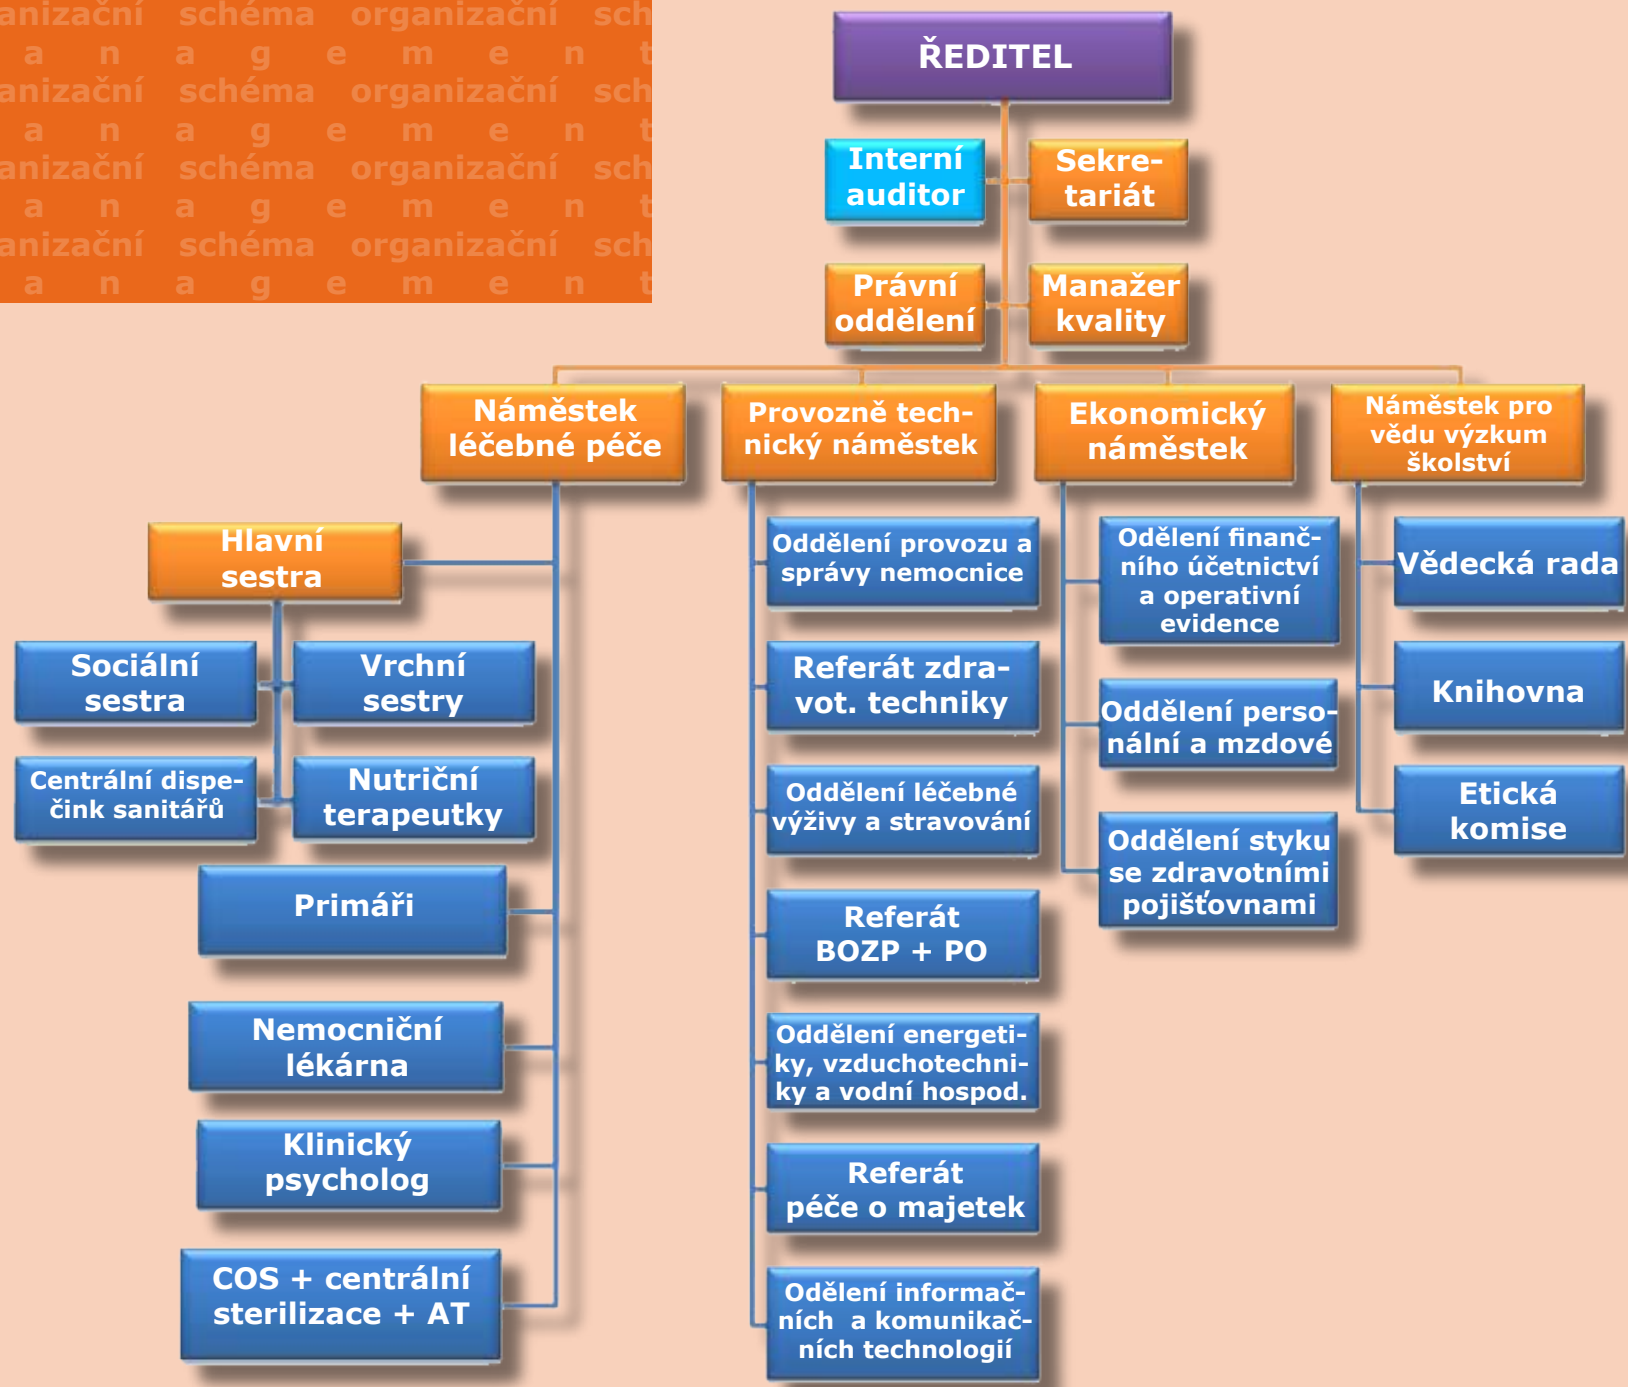 anizační schéma organizační sch
a n a g e m e n t
anizační schéma organizační sch
a n a g e m e n t
anizační schéma organizační sch
a n a g e m e n t
anizační schéma organizační sch
a n a g e m e n t
ŘEDITEL
Interní
auditor
Sekre-
tariát
Právní
oddělení
Manažer
kvality
Náměstek
léčebné péče
Provozně tech-
nický náměstek
Ekonomický
náměstek
Náměstek pro
vědu výzkum
školství
Hlavní
sestra
Sociální
sestra
Vrchní
sestry
Centrální dispe-
čink sanitářů
Nutriční
terapeutky
Primáři
Nemocniční
lékárna
Klinický
psycholog
COS + centrální
sterilizace + AT
Oddělení provozu a
správy nemocnice
Referát zdra-
vot. techniky
Oddělení léčebné
výživy a stravování
Referát
BOZP + PO
Oddělení energeti-
ky, vzduchotechni-
ky a vodní hospod.
Referát
péče o majetek
Odělení informač-
ních a komunikač-
ních technologií
Odělení finanč-
ního účetnictví
a operativní
evidence
Oddělení perso-
nální a mzdové
Oddělení styku
se zdravotními
pojišťovnami
Vědecká rada
Knihovna
Etická
komise